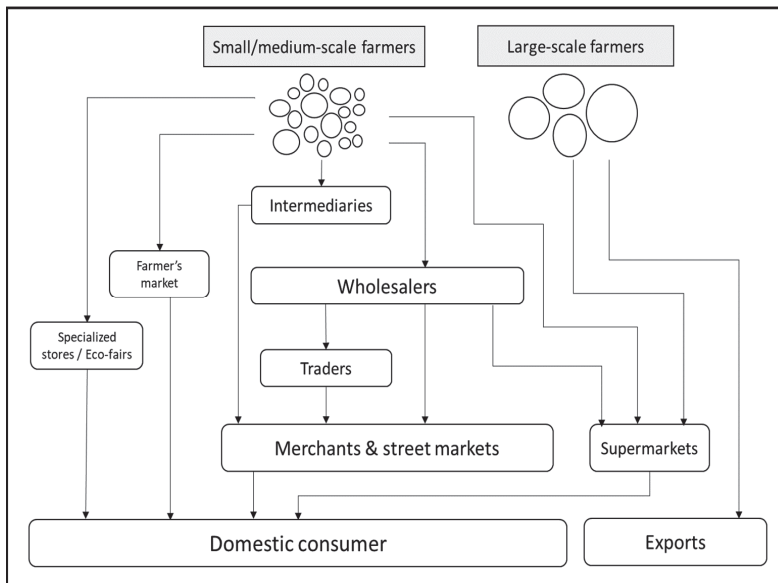 Small/medium-scale farmers
Large-scale farmers
Intermediaries
Farmer's
market
Wholesalers
Specialized
stores / Eco-fairs
Traders
Merchants & street markets
Supermarkets
Domestic consumer
Exports